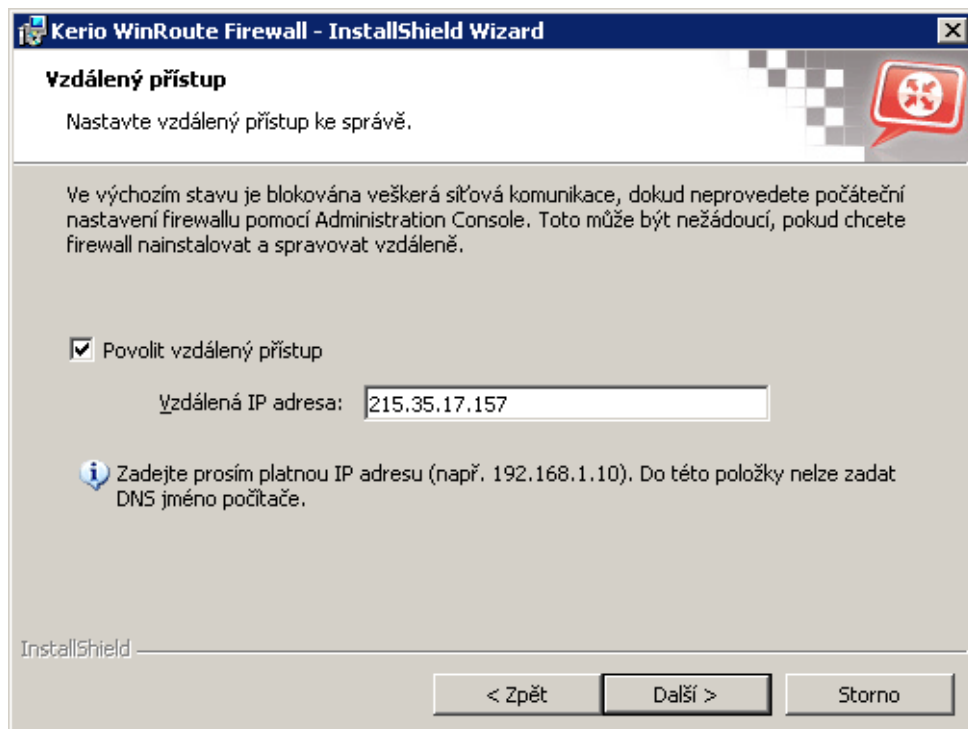 Kerio WinRoute Firewall - InstallShield Wizard
Vzdálený přístup
Nastavte vzdálený přístup ke správě.
Ve výchozím stavu je blokována veškerá síťová komunikace, dokud neprovedete počáteční
nastavení firewallu pomocí Administration Console. Toto může být nežádoucí, pokud chcete
firewall nainstalovat a spravovat vzdáleně.
Povolit vzdálený přístup
Vzdálená IP adresa: 215.35.17.157
Zadejte prosím platnou IP adresu (např. 192.168.1.10). Do této položky nelze zadat
DNS jméno počítače.
InstallShield
< Zpět Další > Storno